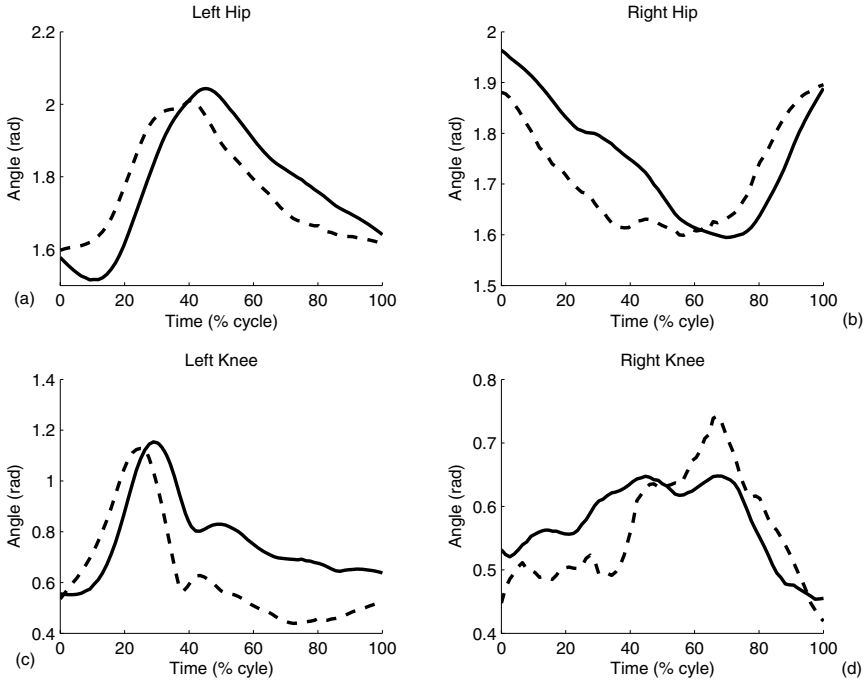 Left Hip
2.2
2
1.8
1.6
Angle (rad)
0 20 40 60 80 100
Time (% cycle)
(a)
Right Hip
2
1.9
1.8
1.7
1.6
1.5
Angle (rad)
0 20 40 60 80 100
Time (% cyle)
(b)
Left Knee
1.4
1.2
1
0.8
0.6
0.4
Angle (rad)
0 20 40 60 80 100
Time (% cyle)
(c)
Right Knee
0.8
0.7
0.6
0.5
0.4
Angle (rad)
0 20 40 60 80 100
Time (% cyle)
(d)